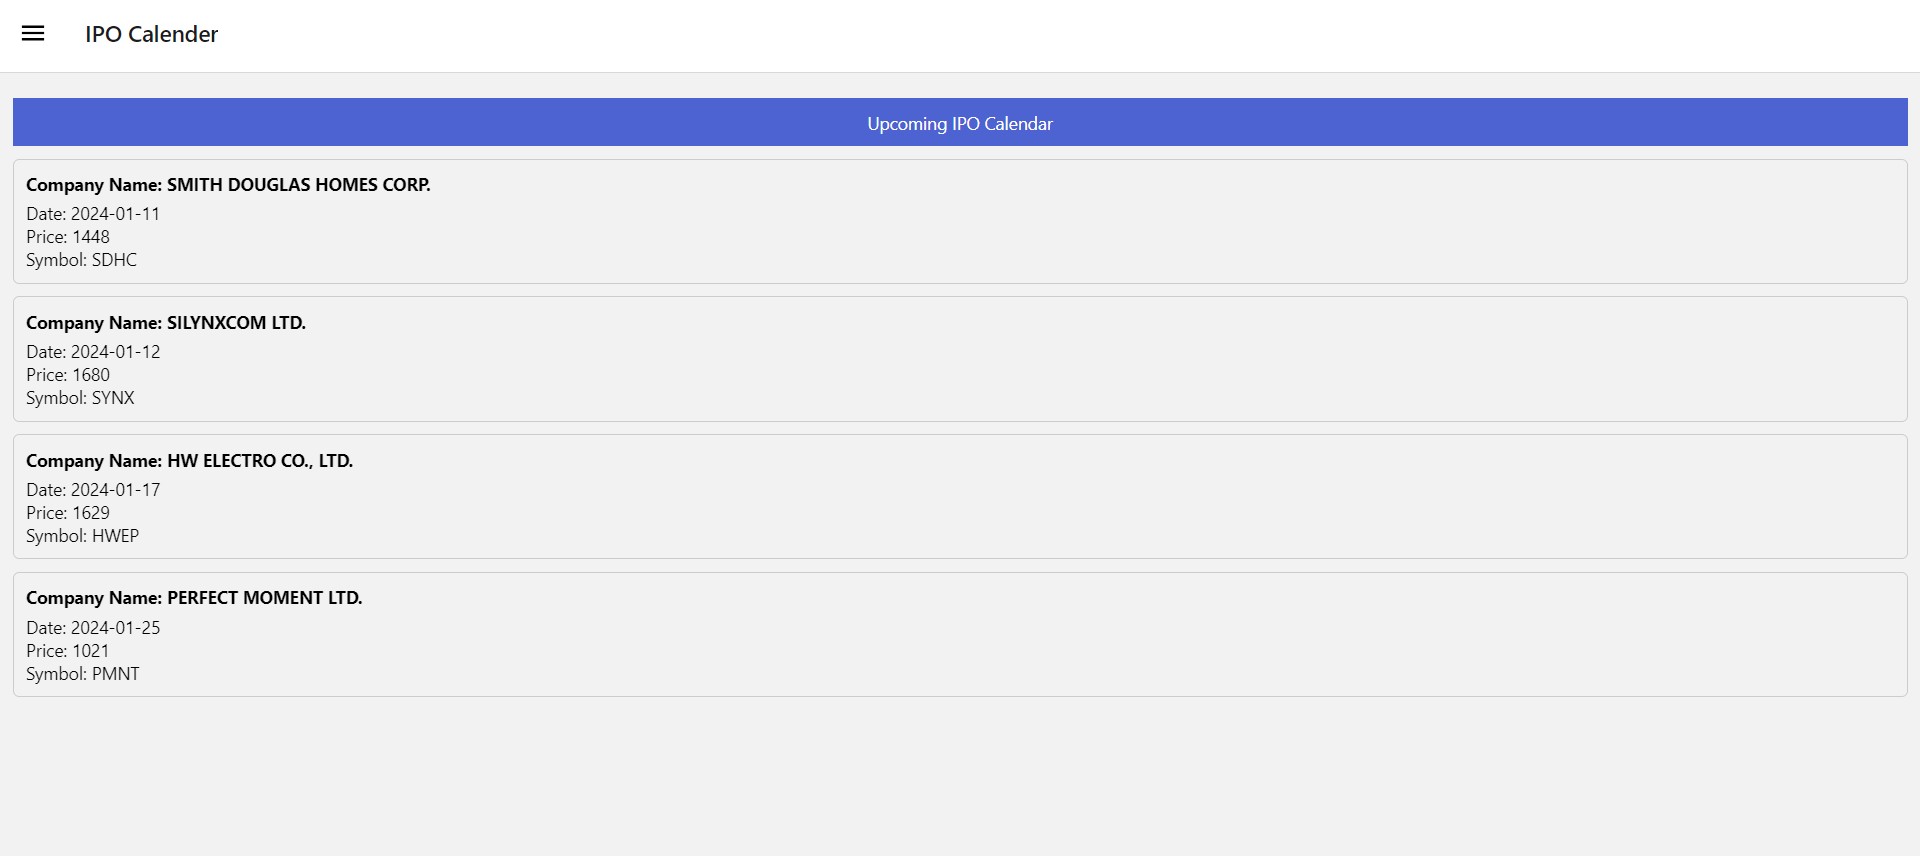 IPO Calender
Upcoming IPO Calendar
Company Name: SMITH DOUGLAS HOMES CORP.
Date: 2024-01-11
Price: 1448
Symbol: SDHC
Company Name: SILYNXCOM LTD.
Date: 2024-01-12
Price: 1680
Symbol: SYNX
Company Name: HW ELECTRO CO., LTD.
Date: 2024-01-17
Price: 1629
Symbol: HWEP
Company Name: PERFECT MOMENT LTD.
Date: 2024-01-25
Price: 1021
Symbol: PMNT